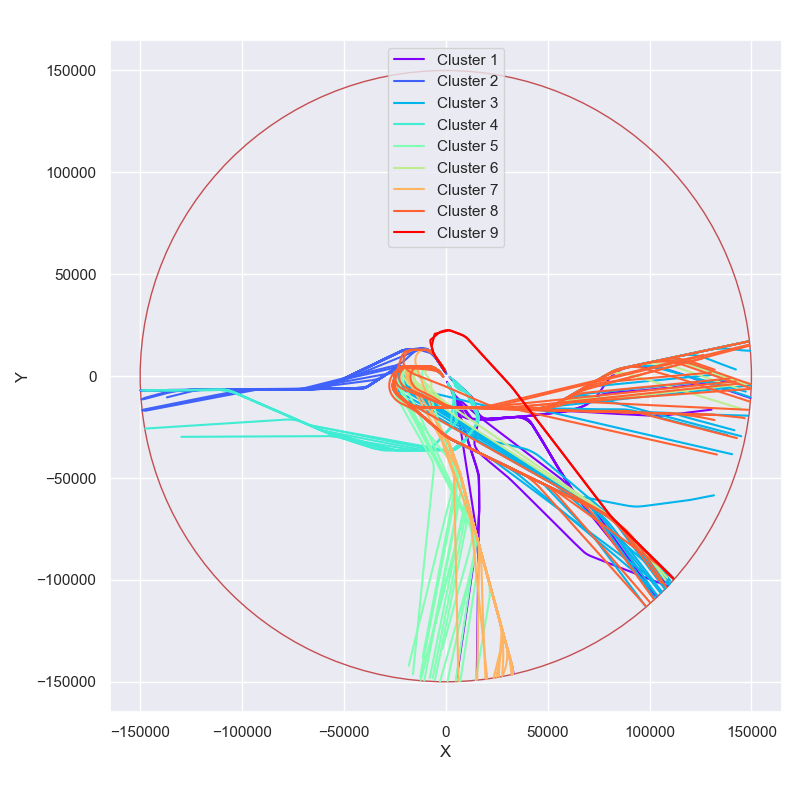 Cluster 1
Cluster 2
Cluster 3
Cluster 4
Cluster 5
Cluster 6
Cluster 7
Cluster 8
Cluster 9
150000
100000
50000
0
−50000
−100000
−150000
Y
−150000 −100000 −50000 0 50000 100000 150000
X